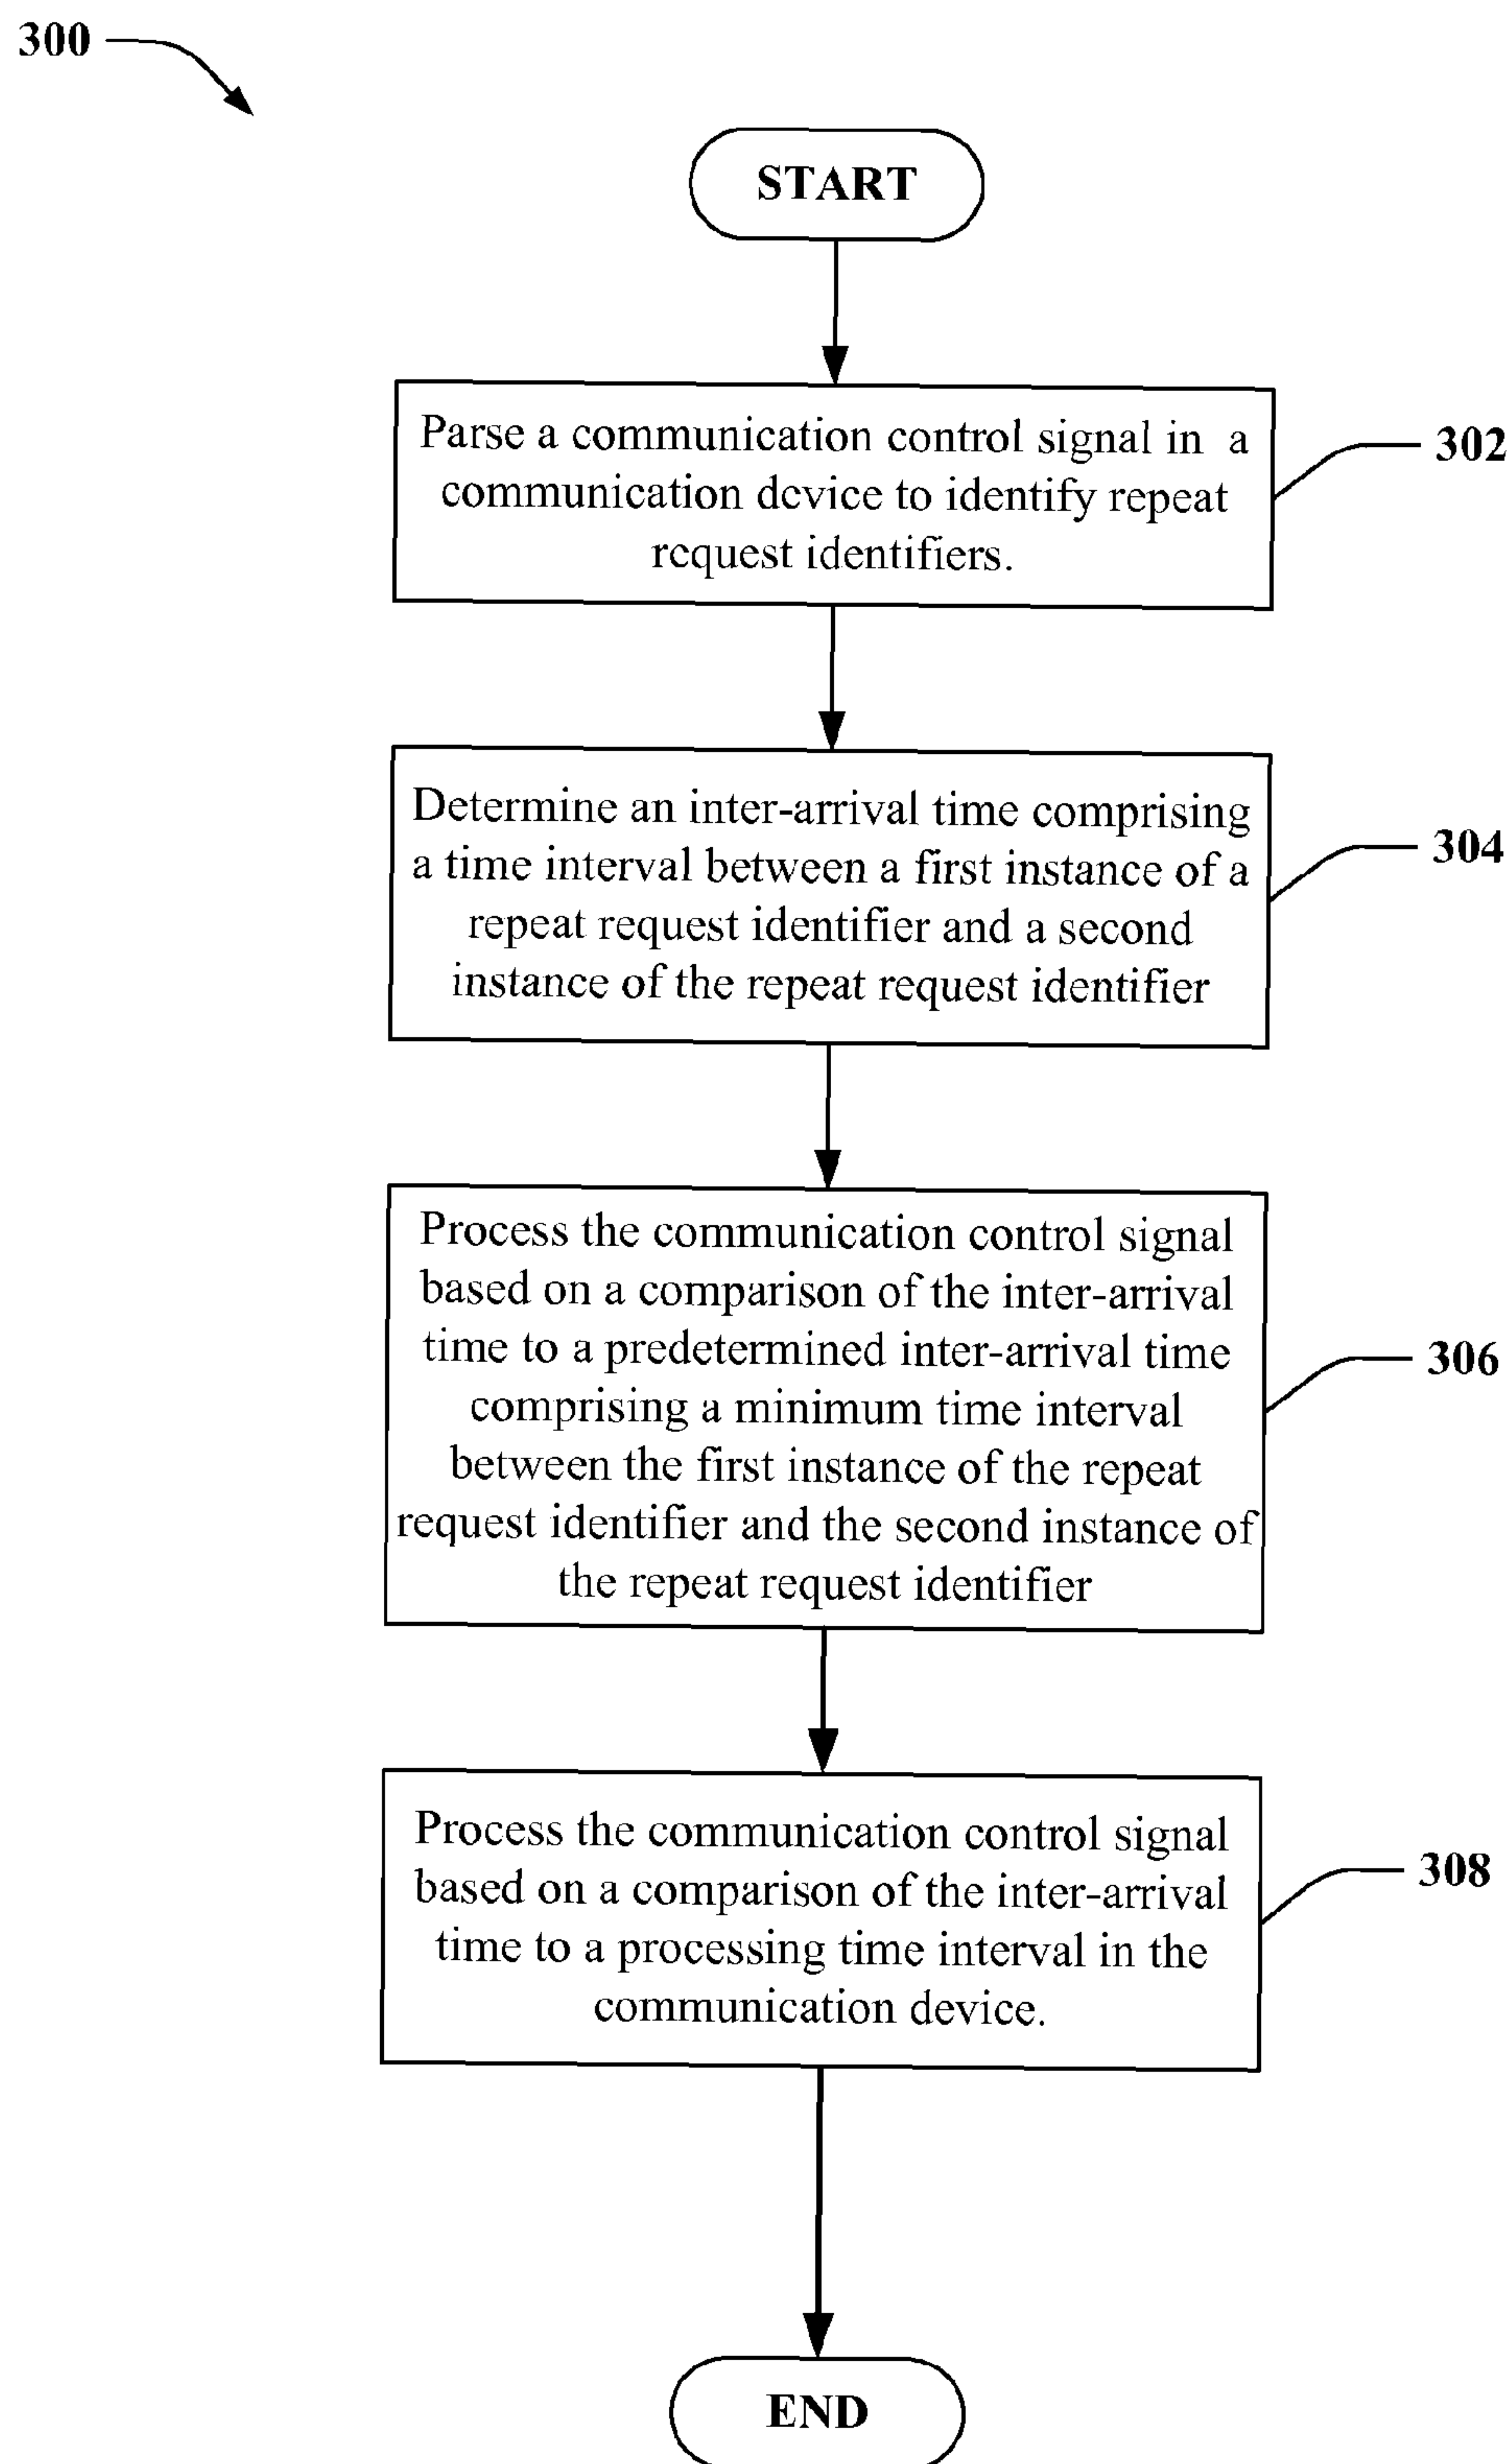 300
START
Parse a communication control signal in a
communication device to identify repeat
request identifiers.
302
Determine an inter-arrival time comprising
a time interval between a first instance of a
repeat request identifier and a second
instance of the repeat request identifier
304
Process the communication control signal
based on a comparison of the inter-arrival
time to a predetermined inter-arrival time
comprising a minimum time interval
between the first instance of the repeat
request identifier and the second instance of
the repeat request identifier
306
Process the communication control signal
based on a comparison of the inter-arrival
time to a processing time interval in the
communication device.
308
END